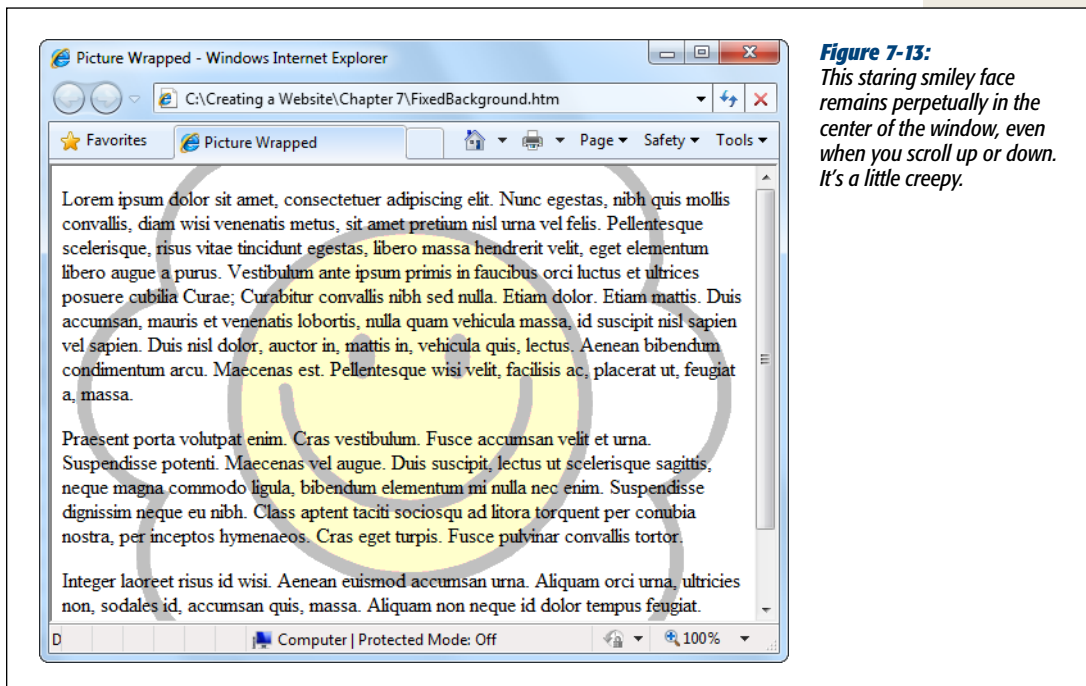 Picture Wrapped - Windows Internet Explorer
C:\Creating a Website\Chapter 7\FixedBackground.htm
Favorites
Picture Wrapped
Page
Safety
Tools
Lorem ipsum dolor sit amet, consectetuer adipiscing elit. Nunc egestas, nibh quis mollis
convallis, diam wisi venenatis metus, sit amet pretium nisl urna vel felis. Pellentesque
scelerisque, risus vitae tincidunt egestas, libero massa hendrerit velit, eget elementum
libero augue a purus. Vestibulum ante ipsum primis in faucibus orci luctus et ultrices
posuere cubilia Curae; Curabitur convallis nibh sed nulla. Etiam dolor. Etiam mattis. Duis
accumsan, mauris et venenatis lobortis, nulla quam vehicula massa, id suscipit nisl sapien
vel sapien. Duis nisl dolor, auctor in, mattis in, vehicula quis, lectus. Aenean bibendum
condimentum arcu. Maecenas est. Pellentesque wisi velit, facilisis ac, placerat ut, feugiat
a, massa.
Praesent porta volutpat enim. Cras vestibulum. Fusce accumsan velit et urna.
Suspendisse potenti. Maecenas vel augue. Duis suscipit, lectus ut scelerisque sagittis,
neque magna commodo ligula, bibendum elementum mi nulla nec enim. Suspendisse
dignissim neque eu nibh. Class aptent taciti sociosqu ad litora torquent per conubia
nostra, per inceptos hymenaeos. Cras eget turpis. Fusce pulvinar convallis tortor.
Integer laoreet risus id wisi. Aenean euismod accumsan urna. Aliquam orci urna, ultricies
non, sodales id, accumsan quis, massa. Aliquam non neque id dolor tempus feugiat.
D
Computer | Protected Mode: Off
100%
Figure 7-13:
This staring smiley face
remains perpetually in the
center of the window, even
when you scroll up or down.
It's a little creepy.